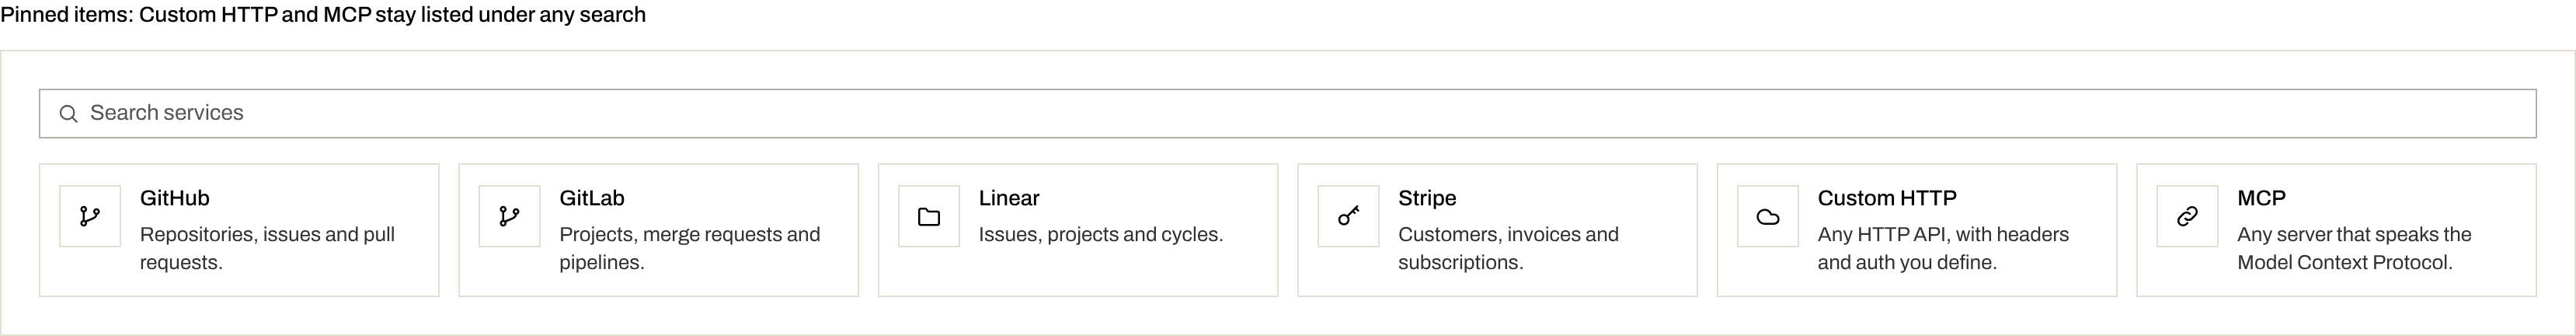 Pinned items: Custom HTTP and MCP stay listed under any search
Search services
GitHub
Repositories, issues and pull
requests.
GitLab
Projects, merge requests and
pipelines.
Linear
Issues, projects and cycles.
Stripe
Customers, invoices and
subscriptions.
Custom HTTP
Any HTTP API, with headers
and auth you define.
MCP
Any server that speaks the
Model Context Protocol.